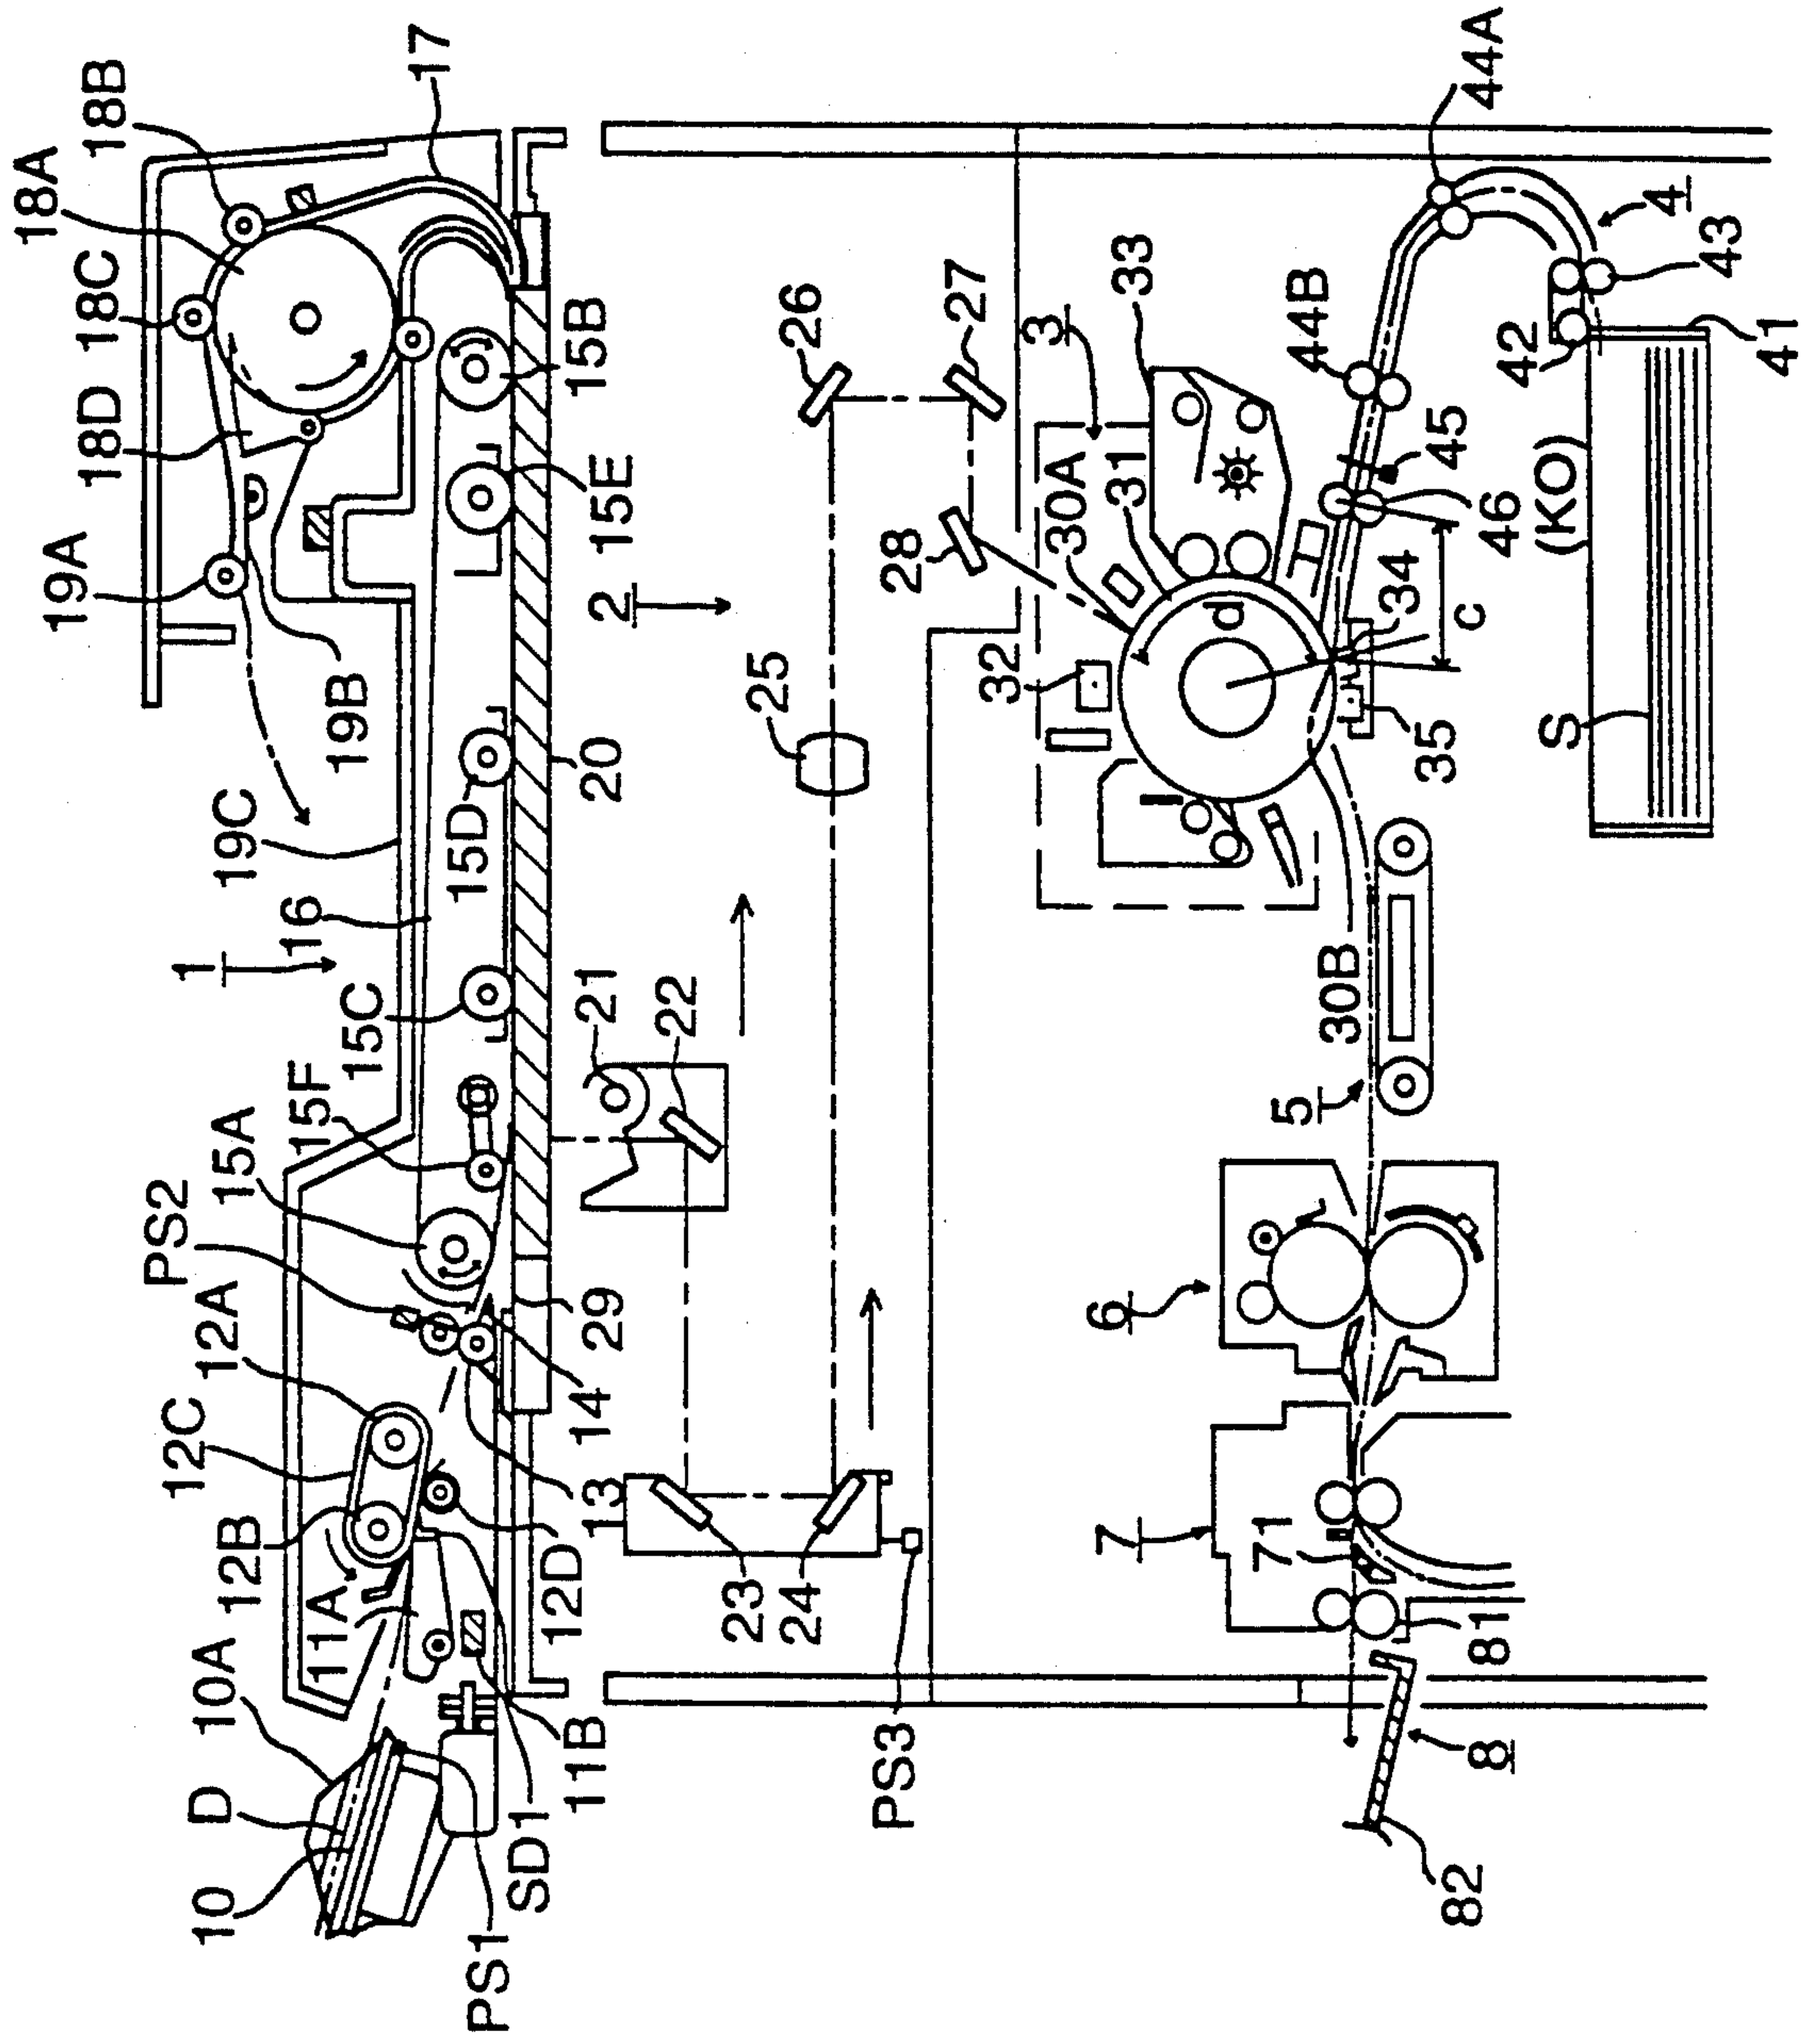 18A
18B
17
18C
18D
19A
19B
19C
16
1
15B
15E
15D
15C
15F
15A
PS2
12A
12C
12B
11A
10A
D
10
20
2
21
22
29
14
13
12D
11B
SD1
PS1
25
26
27
28
23
24
PS3
3
33
30A
31
32
d
34
c
35
30B
44A
44B
4
43
42
41
45
46
(KO)
S
5
6
7
71
81
8
82